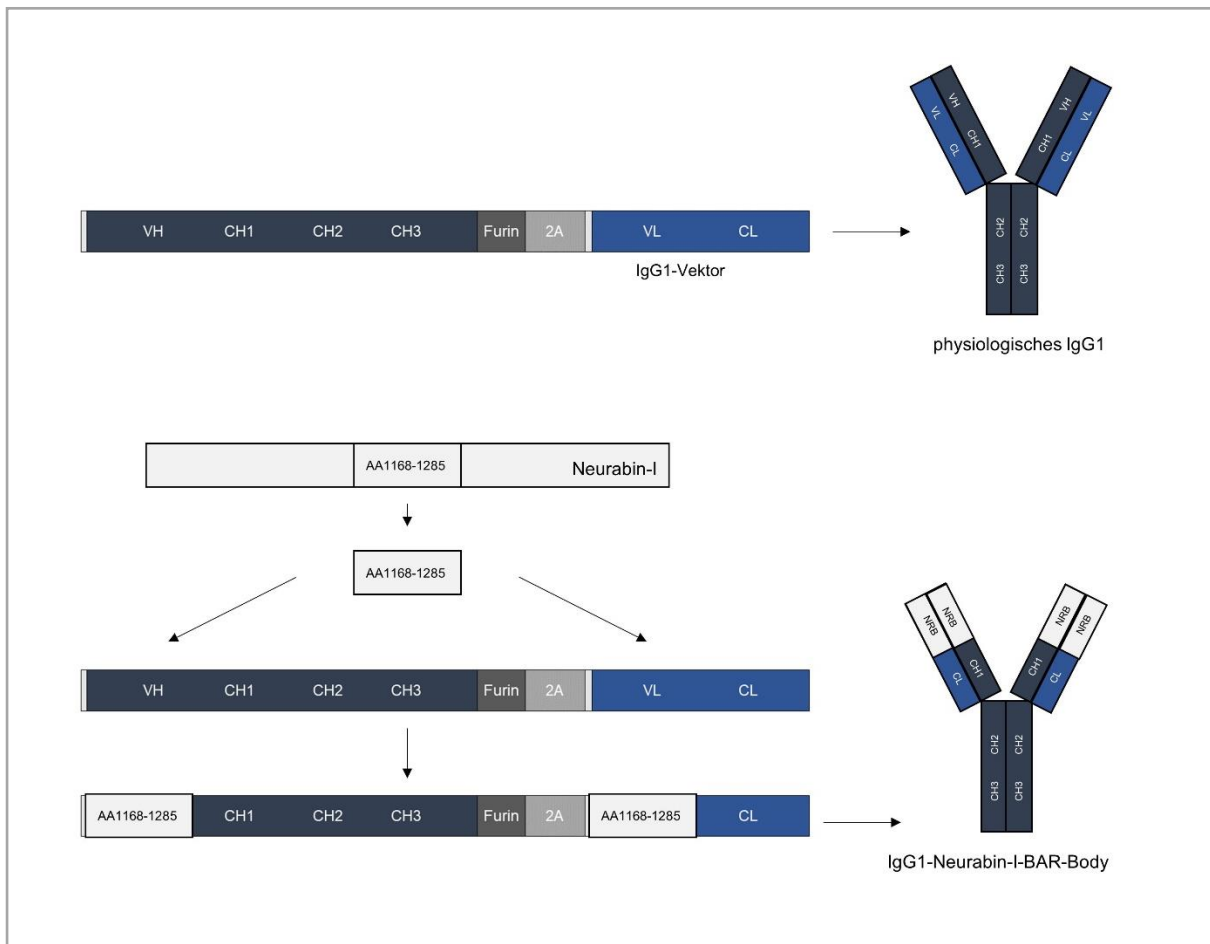 VL
CL
VH
CH1
VH
CH1
VL
CL
CH2
CH3
CH2
CH3
VH CH1 CH2 CH3 Furin 2A VL CL
IgG1-Vektor
physiologisches IgG1
AA1168-1285 Neurabin-I
AA1168-1285
VH CH1 CH2 CH3 Furin 2A VL CL
NRB
CL
NRB
CH1
NRB
CH1
NRB
CL
CH2
CH3
CH2
CH3
AA1168-1285 CH1 CH2 CH3 Furin 2A AA1168-1285 CL
IgG1-Neurabin-I-BAR-Body